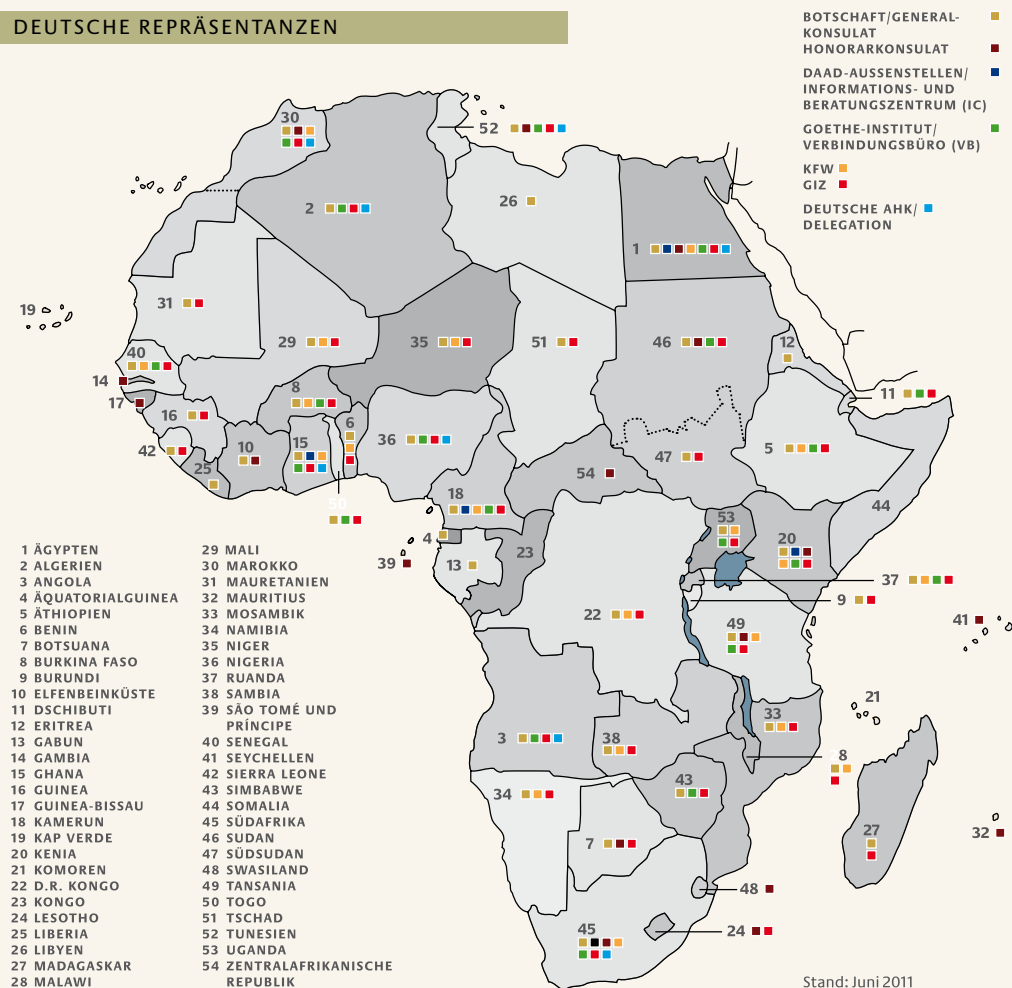 DEUTSCHE REPRÄSENTANZEN
BOTSCHAFT/GENERAL-
KONSULAT
HONORARKONSULAT
DAAD-AUSSENSTELLEN/
INFORMATIONS- UND
BERATUNGSZENTRUM (IC)
GOETHE-INSTITUT/
VERBINDUNGSBÜRO (VB)
KFW
GIZ
DEUTSCHE AHK/
DELEGATION
30
52
2
26
1
19
31
29
35
51
46
12
40
14
17
8
11
16
6
36
42
10
15
5
25
47
54
50
18
44
53
4
20
39
13
23
37
9
22
41
49
21
3
38
33
28
34
43
7
27
32
48
45
24
1 ÄGYPTEN
2 ALGERIEN
3 ANGOLA
4 ÄQUATORIALGUINEA
5 ÄTHIOPIEN
6 BENIN
7 BOTSUANA
8 BURKINA FASO
9 BURUNDI
10 ELFENBEINKÜSTE
11 DSCHIBUTI
12 ERITREA
13 GABUN
14 GAMBIA
15 GHANA
16 GUINEA
17 GUINEA-BISSAU
18 KAMERUN
19 KAP VERDE
20 KENIA
21 KOMOREN
22 D.R. KONGO
23 KONGO
24 LESOTHO
25 LIBERIA
26 LIBYEN
27 MADAGASKAR
28 MALAWI
29 MALI
30 MAROKKO
31 MAURETANIEN
32 MAURITIUS
33 MOSAMBIK
34 NAMIBIA
35 NIGER
36 NIGERIA
37 RUANDA
38 SAMBIA
39 SÃO TOMÉ UND
PRÍNCIPE
40 SENEGAL
41 SEYCHELLEN
42 SIERRA LEONE
43 SIMBABWE
44 SOMALIA
45 SÜDAFRIKA
46 SUDAN
47 SÜDSUDAN
48 SWASILAND
49 TANSANIA
50 TOGO
51 TSCHAD
52 TUNESIEN
53 UGANDA
54 ZENTRALAFRIKANISCHE
REPUBLIK
Stand: Juni 2011